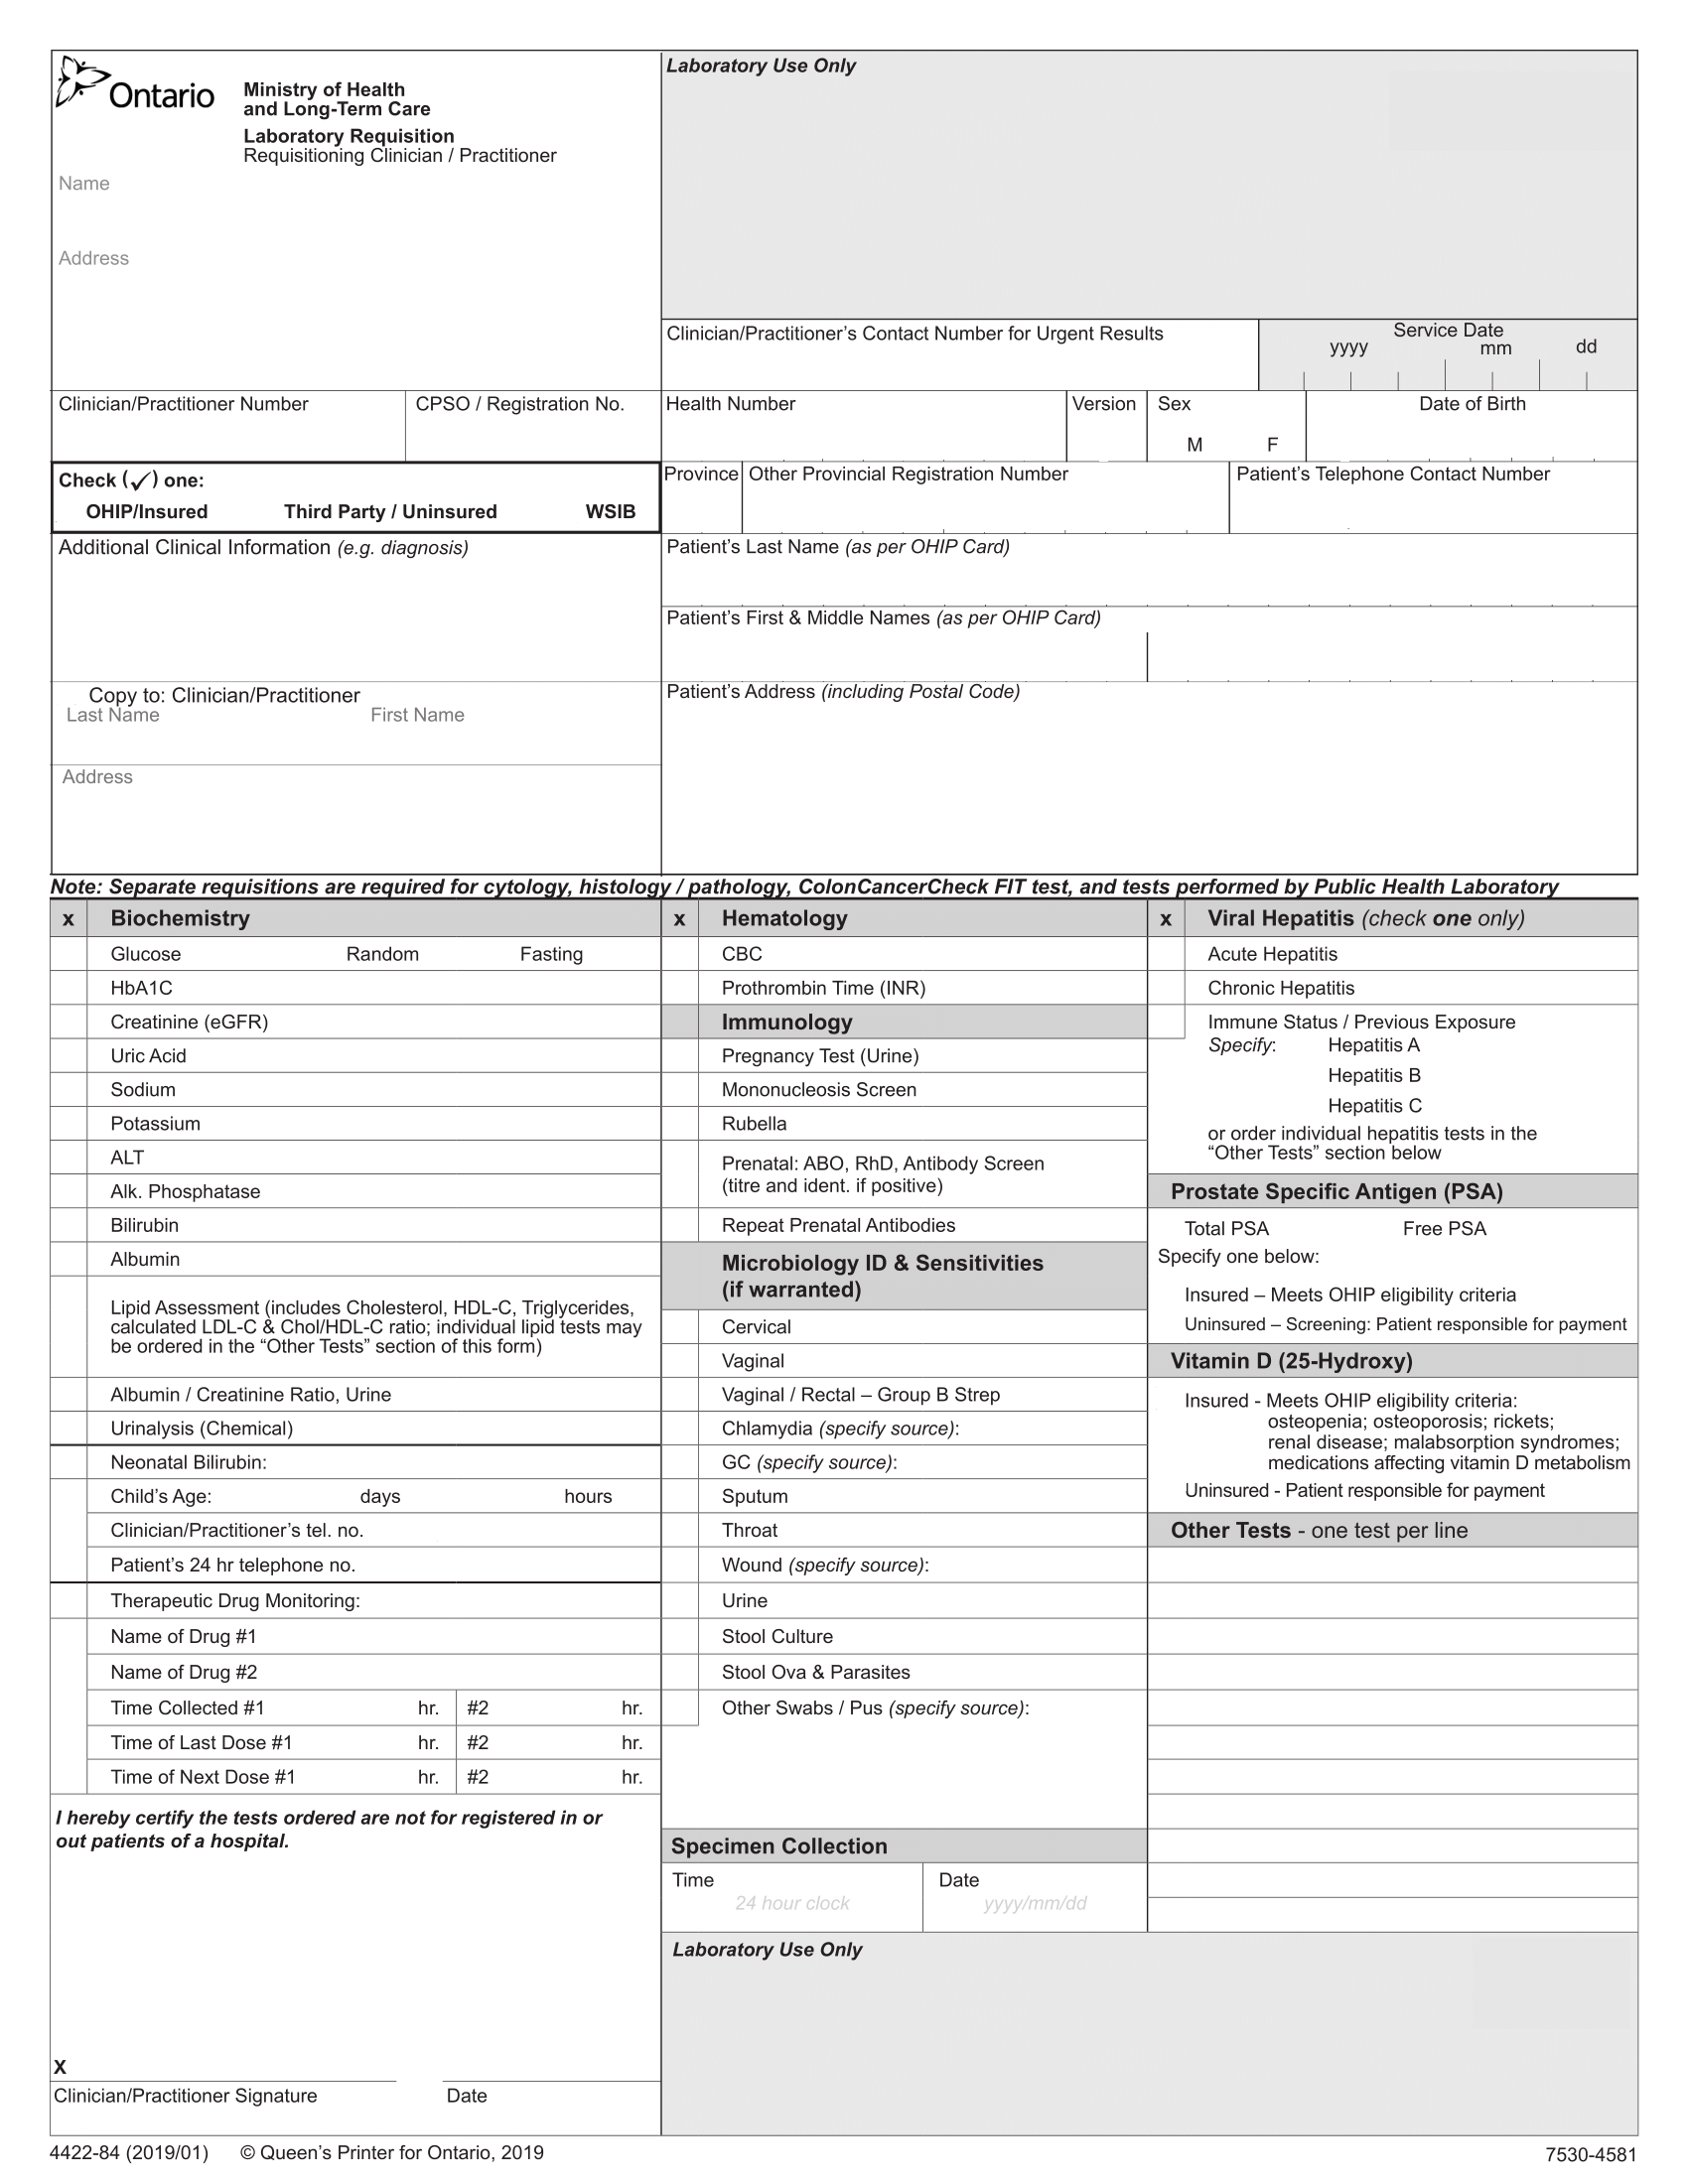 Ontario
Ministry of Health
and Long-Term Care
Laboratory Requisition
Requisitioning Clinician / Practitioner
Name
Address
Laboratory Use Only
Clinician/Practitioner's Contact Number for Urgent Results
Service Date
yyyy mm dd
Clinician/Practitioner Number CPSO / Registration No.
Health Number Version Sex Date of Birth
M F
Check (✓) one:
OHIP/Insured Third Party / Uninsured WSIB
Province Other Provincial Registration Number Patient's Telephone Contact Number
Additional Clinical Information (e.g. diagnosis)
Patient's Last Name (as per OHIP Card)
Patient's First & Middle Names (as per OHIP Card)
Copy to: Clinician/Practitioner
Last Name First Name
Address
Patient's Address (including Postal Code)
Note: Separate requisitions are required for cytology, histology / pathology, ColonCancerCheck FIT test, and tests performed by Public Health Laboratory
x Biochemistry
Glucose Random Fasting
HbA1C
Creatinine (eGFR)
Uric Acid
Sodium
Potassium
ALT
Alk. Phosphatase
Bilirubin
Albumin
Lipid Assessment (includes Cholesterol, HDL-C, Triglycerides,
calculated LDL-C & Chol/HDL-C ratio; individual lipid tests may
be ordered in the “Other Tests” section of this form)
Albumin / Creatinine Ratio, Urine
Urinalysis (Chemical)
Neonatal Bilirubin:
Child's Age: days hours
Clinician/Practitioner's tel. no.
Patient's 24 hr telephone no.
Therapeutic Drug Monitoring:
Name of Drug #1
Name of Drug #2
Time Collected #1 hr. #2 hr.
Time of Last Dose #1 hr. #2 hr.
Time of Next Dose #1 hr. #2 hr.
I hereby certify the tests ordered are not for registered in or
out patients of a hospital.
X
Clinician/Practitioner Signature Date
x Hematology
CBC
Prothrombin Time (INR)
Immunology
Pregnancy Test (Urine)
Mononucleosis Screen
Rubella
Prenatal: ABO, RhD, Antibody Screen
(titre and ident. if positive)
Repeat Prenatal Antibodies
Microbiology ID & Sensitivities
(if warranted)
Cervical
Vaginal
Vaginal / Rectal – Group B Strep
Chlamydia (specify source):
GC (specify source):
Sputum
Throat
Wound (specify source):
Urine
Stool Culture
Stool Ova & Parasites
Other Swabs / Pus (specify source):
Specimen Collection
Time Date
24 hour clock yyyy/mm/dd
x Viral Hepatitis (check one only)
Acute Hepatitis
Chronic Hepatitis
Immune Status / Previous Exposure
Specify: Hepatitis A
Hepatitis B
Hepatitis C
or order individual hepatitis tests in the
“Other Tests” section below
Prostate Specific Antigen (PSA)
Total PSA Free PSA
Specify one below:
Insured – Meets OHIP eligibility criteria
Uninsured – Screening: Patient responsible for payment
Vitamin D (25-Hydroxy)
Insured - Meets OHIP eligibility criteria:
osteopenia; osteoporosis; rickets;
renal disease; malabsorption syndromes;
medications affecting vitamin D metabolism
Uninsured - Patient responsible for payment
Other Tests - one test per line
Laboratory Use Only
4422-84 (2019/01) © Queen's Printer for Ontario, 2019 7530-4581